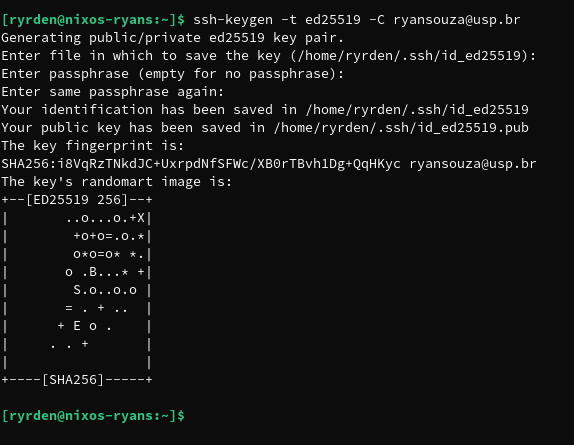 [ryrden@nixos-ryans:~]$ ssh-keygen -t ed25519 -C ryansouza@usp.br
Generating public/private ed25519 key pair.
Enter file in which to save the key (/home/ryrden/.ssh/id_ed25519):
Enter passphrase (empty for no passphrase):
Enter same passphrase again:
Your identification has been saved in /home/ryrden/.ssh/id_ed25519
Your public key has been saved in /home/ryrden/.ssh/id_ed25519.pub
The key fingerprint is:
SHA256:i8VqRzTNkdJC+UxrpdNfSFWc/XB0rTBvh1Dg+QqHKyc ryansouza@usp.br
The key's randomart image is:
+--[ED25519 256]--+
|       ..o...o.+X|
|        +o+o=.o.*|
|        o*o=o* *.|
|       o .B...* +|
|        S.o..o.o |
|       = . + ..  |
|      + E o .    |
|     . . +       |
|                 |
+----[SHA256]-----+
[ryrden@nixos-ryans:~]$